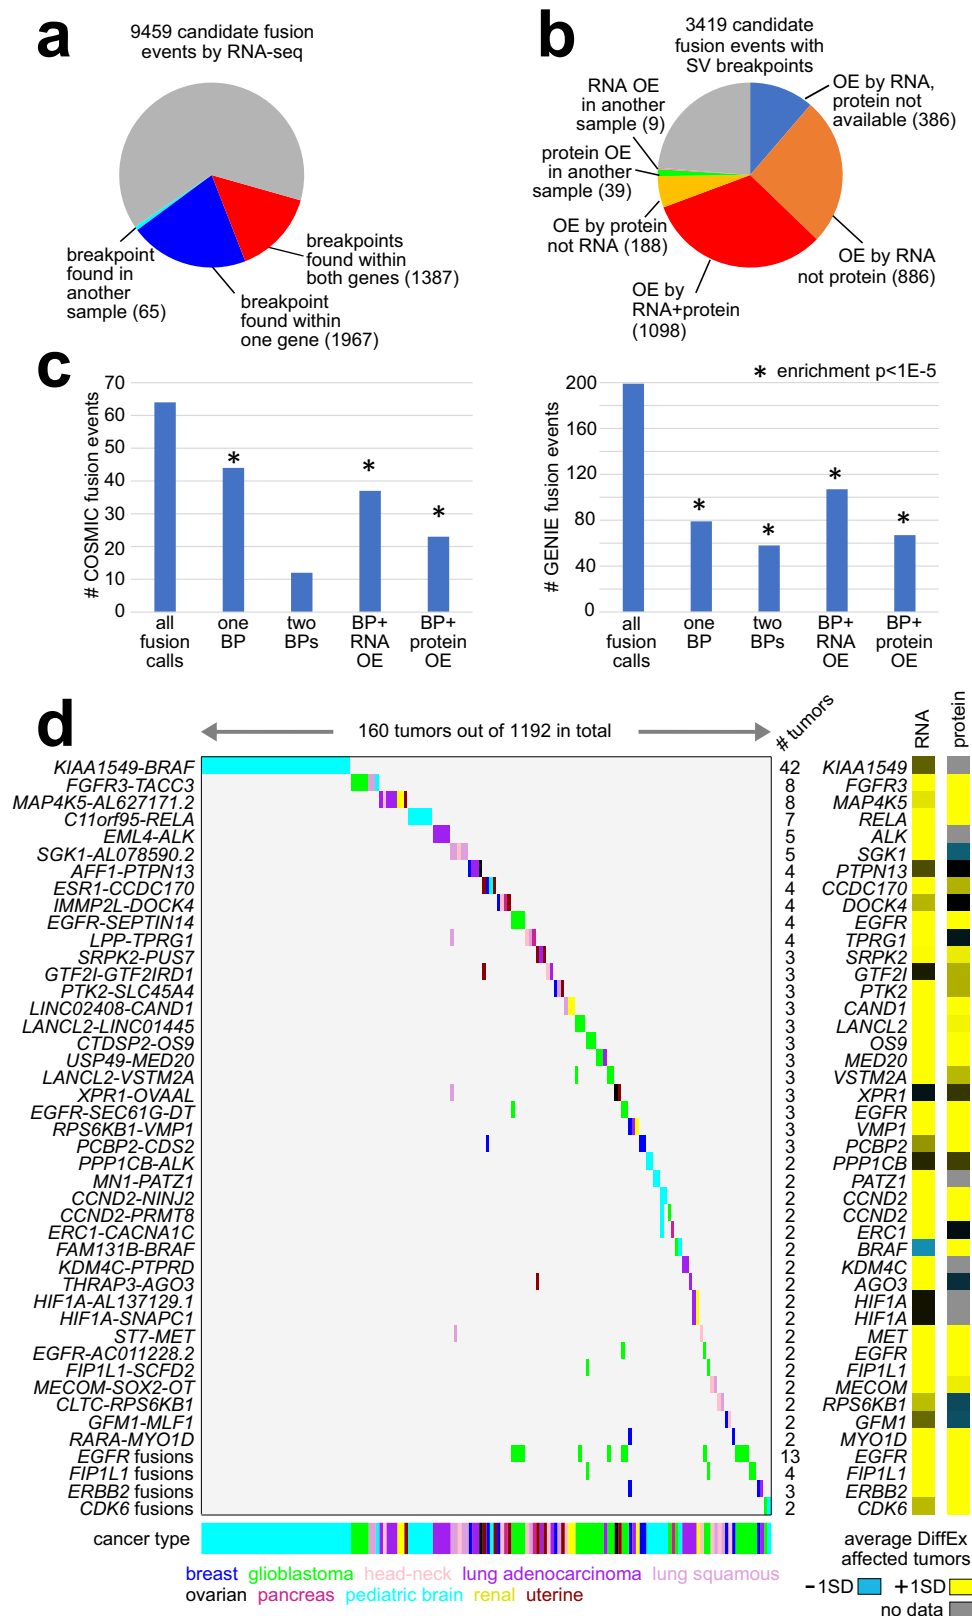 a
9459 candidate fusion
events by RNA-seq
breakpoint
found in
another
sample (65)
breakpoint
found within
one gene (1967)
breakpoints
found within
both genes (1387)
b
3419 candidate
fusion events with
SV breakpoints
RNA OE
in another
sample (9)
protein OE
in another
sample (39)
OE by protein
not RNA (188)
OE by
RNA+protein
(1098)
OE by RNA,
protein not
available (386)
OE by RNA
not protein (886)
c
# COSMIC fusion events
70
60
50
40
30
20
10
0
*
*
*
all fusion calls
one BP
two BPs
BP+ RNA OE
BP+ protein OE
* enrichment p<1E-5
# GENIE fusion events
200
160
120
80
40
0
*
*
*
*
all fusion calls
one BP
two BPs
BP+ RNA OE
BP+ protein OE
d
160 tumors out of 1192 in total
# tumors
RNA
protein
KIAA1549-BRAF 42 KIAA1549
FGFR3-TACC3 8 FGFR3
MAP4K5-AL627171.2 8 MAP4K5
C11orf95-RELA 7 RELA
EML4-ALK 5 ALK
SGK1-AL078590.2 5 SGK1
AFF1-PTPN13 4 PTPN13
ESR1-CCDC170 4 CCDC170
IMMP2L-DOCK4 4 DOCK4
EGFR-SEPTIN14 4 EGFR
LPP-TPRG1 4 TPRG1
SRPK2-PUS7 3 SRPK2
GTF2I-GTF2IRD1 3 GTF2I
PTK2-SLC45A4 3 PTK2
LINC02408-CAND1 3 CAND1
LANCL2-LINC01445 3 LANCL2
CTDSP2-OS9 3 OS9
USP49-MED20 3 MED20
LANCL2-VSTM2A 3 VSTM2A
XPR1-OVAAL 3 XPR1
EGFR-SEC61G-DT 3 EGFR
RPS6KB1-VMP1 3 VMP1
PCBP2-CDS2 3 PCBP2
PPP1CB-ALK 2 PPP1CB
MN1-PATZ1 2 PATZ1
CCND2-NINJ2 2 CCND2
CCND2-PRMT8 2 CCND2
ERC1-CACNA1C 2 ERC1
FAM131B-BRAF 2 BRAF
KDM4C-PTPRD 2 KDM4C
THRAP3-AGO3 2 AGO3
HIF1A-AL137129.1 2 HIF1A
HIF1A-SNAPC1 2 HIF1A
ST7-MET 2 MET
EGFR-AC011228.2 2 EGFR
FIP1L1-SCFD2 2 FIP1L1
MECOM-SOX2-OT 2 MECOM
CLTC-RPS6KB1 2 RPS6KB1
GFM1-MLF1 2 GFM1
RARA-MYO1D 2 MYO1D
EGFR fusions 13 EGFR
FIP1L1 fusions 4 FIP1L1
ERBB2 fusions 3 ERBB2
CDK6 fusions 2 CDK6
cancer type
breast glioblastoma head-neck lung adenocarcinoma lung squamous
ovarian pancreas pediatric brain renal uterine
average DiffEx
affected tumors
-1SD +1SD
no data